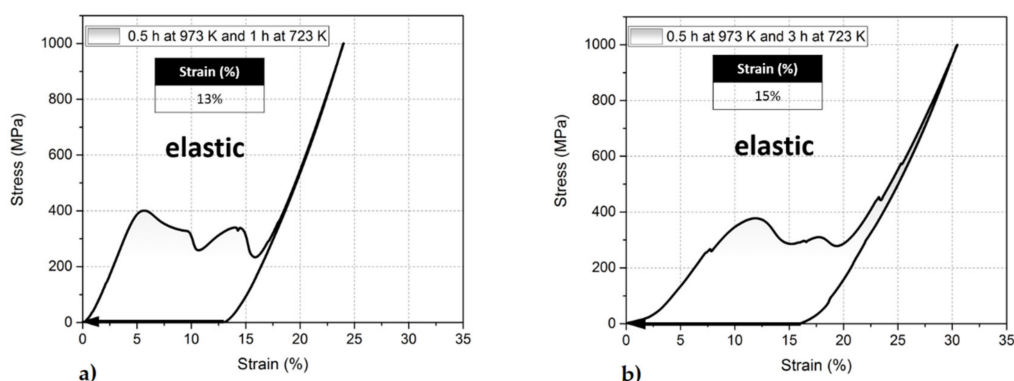 0.5 h at 973 K and 1 h at 723 K
Strain (%)
13%
elastic
Stress (MPa)
1000
800
600
400
200
0
0 5 10 15 20 25 30 35
Strain (%)
a)
0.5 h at 973 K and 3 h at 723 K
Strain (%)
15%
elastic
Stress (MPa)
1000
800
600
400
200
0
0 5 10 15 20 25 30 35
Strain (%)
b)